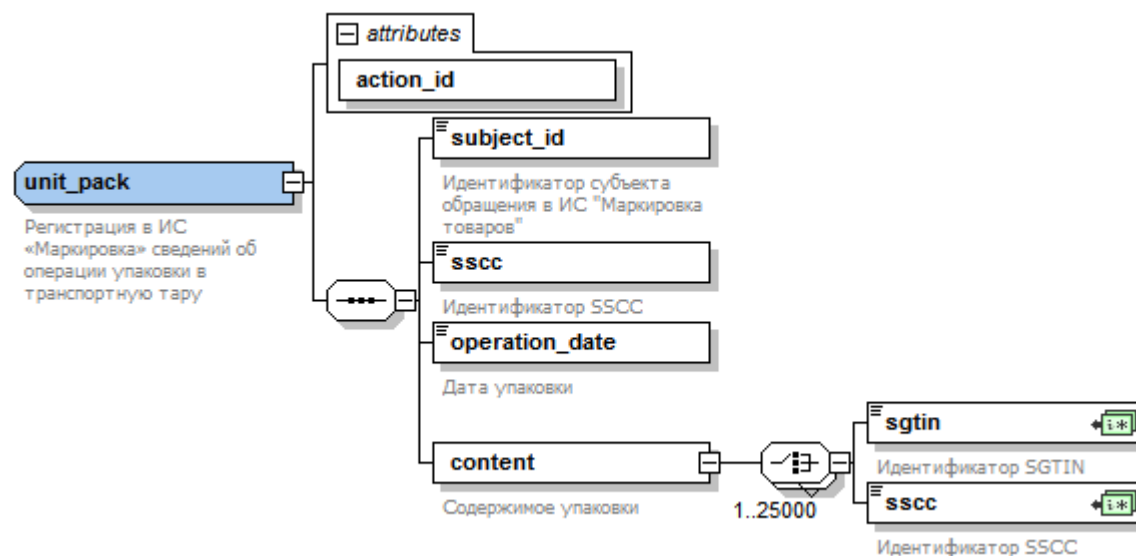 attributes
action_id
unit_pack
Регистрация в ИС
«Маркировка» сведений об
операции упаковки в
транспортную тару
subject_id
Идентификатор субъекта
обращения в ИС "Маркировка
товаров"
sscc
Идентификатор SSCC
operation_date
Дата упаковки
content
Содержимое упаковки
1..25000
sgtin
i*
Идентификатор SGTIN
sscc
i*
Идентификатор SSCC